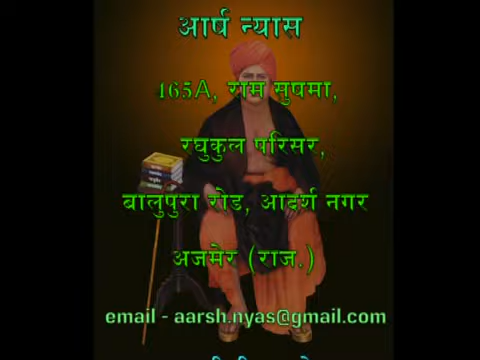 आर्ष न्यास
165A, राम सुषमा,
रघुकुल परिसर,
बालुपुरा रोड, आदर्श नगर
अजमेर (राज.)
email - aarsh.nyas@gmail.com